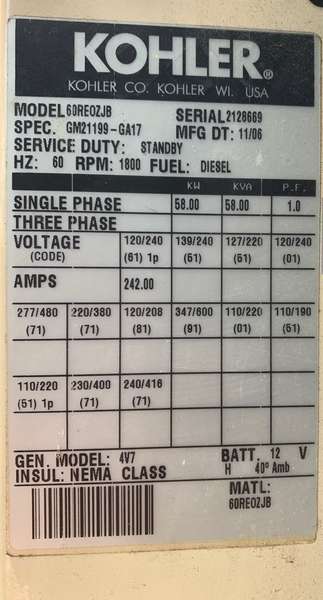 KOHLER®
KOHLER CO. KOHLER WI. USA
MODEL 60REOZJB SERIAL 2128669
SPEC. GM21199-GA17 MFG DT: 11/06
SERVICE DUTY: STANDBY
HZ: 60 RPM: 1800 FUEL: DIESEL
KW KVA P.F.
SINGLE PHASE 58.00 58.00 1.0
THREE PHASE
VOLTAGE 120/240 139/240 127/220 120/240
(CODE) (61) 1p (51) (51) (01)
AMPS 242.00
277/480 220/380 120/208 347/600 110/220 110/190
(71) (71) (81) (91) (01) (51)
110/220 230/400 240/416
(51) 1p (71) (71)
GEN. MODEL: 4V7 BATT. 12 V
INSUL: NEMA CLASS H 40° Amb
MATL:
60REOZJB